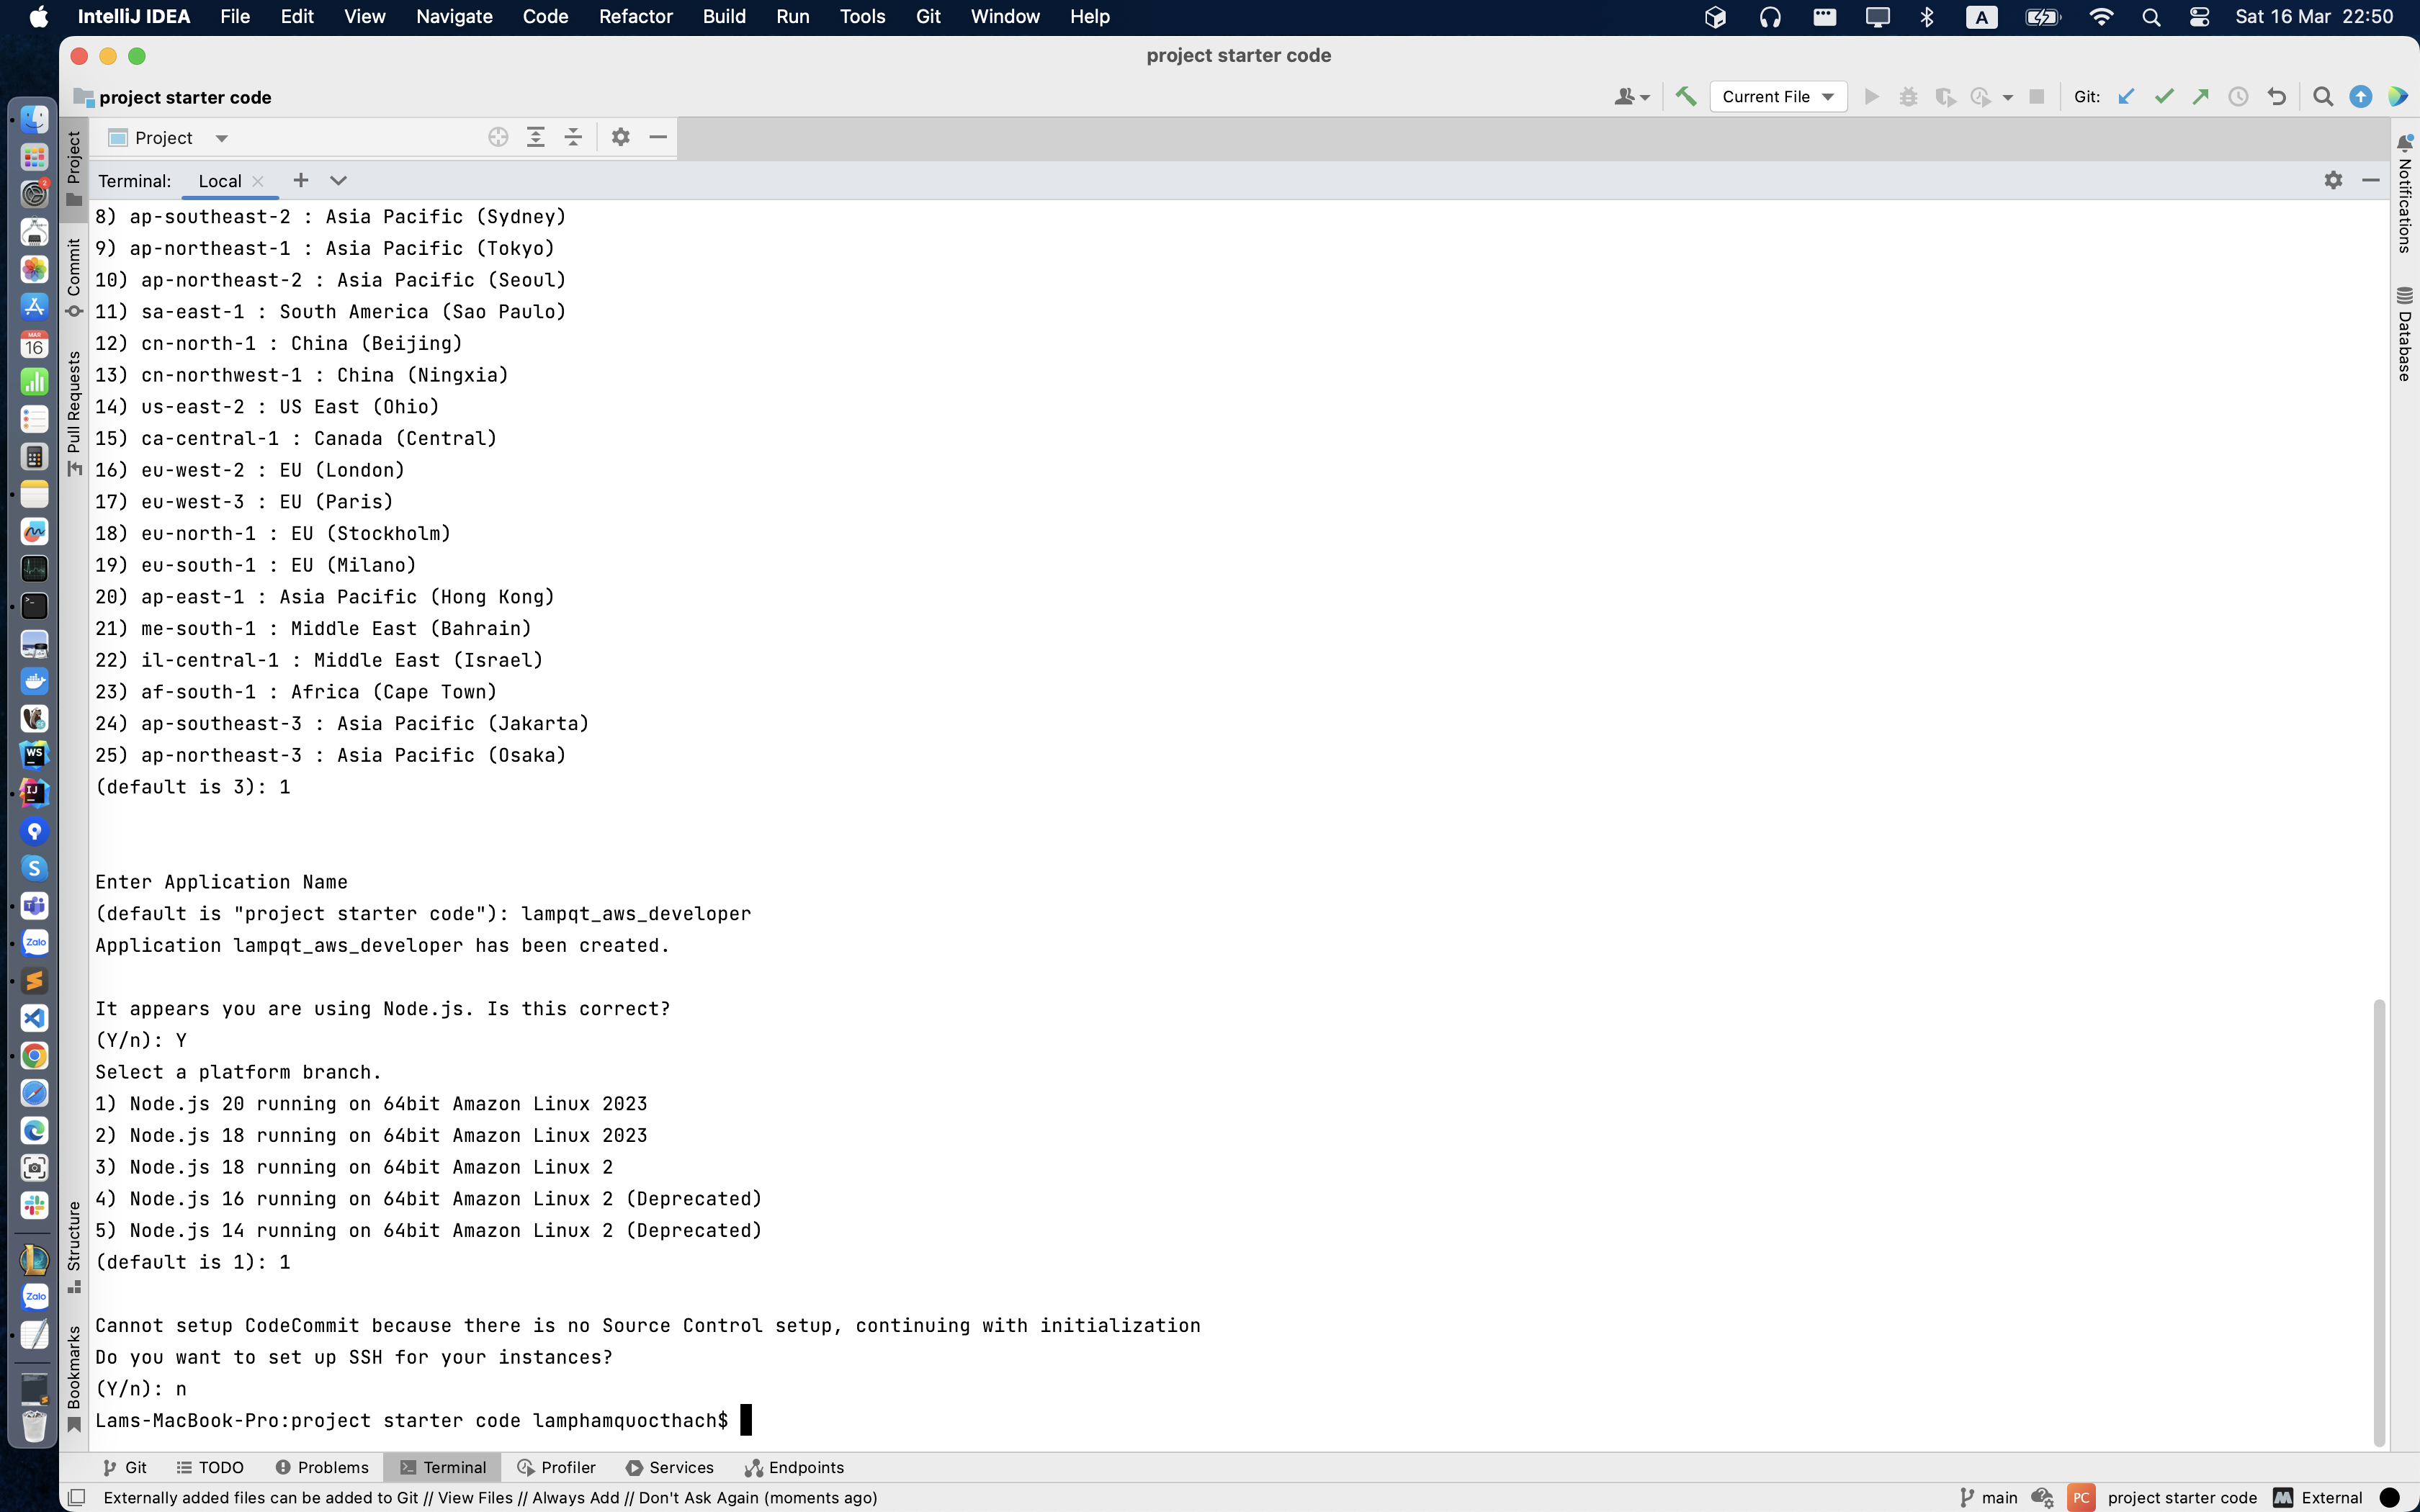 IntelliJ IDEA File Edit View Navigate Code Refactor Build Run Tools Git Window Help A Sat 16 Mar 22:50
project starter code
project starter code
Current File
Git:
Project
Terminal: Local
8) ap-southeast-2 : Asia Pacific (Sydney)
9) ap-northeast-1 : Asia Pacific (Tokyo)
10) ap-northeast-2 : Asia Pacific (Seoul)
11) sa-east-1 : South America (Sao Paulo)
12) cn-north-1 : China (Beijing)
13) cn-northwest-1 : China (Ningxia)
14) us-east-2 : US East (Ohio)
15) ca-central-1 : Canada (Central)
16) eu-west-2 : EU (London)
17) eu-west-3 : EU (Paris)
18) eu-north-1 : EU (Stockholm)
19) eu-south-1 : EU (Milano)
20) ap-east-1 : Asia Pacific (Hong Kong)
21) me-south-1 : Middle East (Bahrain)
22) il-central-1 : Middle East (Israel)
23) af-south-1 : Africa (Cape Town)
24) ap-southeast-3 : Asia Pacific (Jakarta)
25) ap-northeast-3 : Asia Pacific (Osaka)
(default is 3): 1
Enter Application Name
(default is "project starter code"): lampqt_aws_developer
Application lampqt_aws_developer has been created.
It appears you are using Node.js. Is this correct?
(Y/n): Y
Select a platform branch.
1) Node.js 20 running on 64bit Amazon Linux 2023
2) Node.js 18 running on 64bit Amazon Linux 2023
3) Node.js 18 running on 64bit Amazon Linux 2
4) Node.js 16 running on 64bit Amazon Linux 2 (Deprecated)
5) Node.js 14 running on 64bit Amazon Linux 2 (Deprecated)
(default is 1): 1
Cannot setup CodeCommit because there is no Source Control setup, continuing with initialization
Do you want to set up SSH for your instances?
(Y/n): n
Lams-MacBook-Pro:project starter code lamphamquocthach$
Project
Commit
Pull Requests
Structure
Bookmarks
Notifications
Database
MAR
16
2
WS
IJ
S
Zalo
Zalo
Git TODO Problems Terminal Profiler Services Endpoints
Externally added files can be added to Git // View Files // Always Add // Don't Ask Again (moments ago)
main PC project starter code External